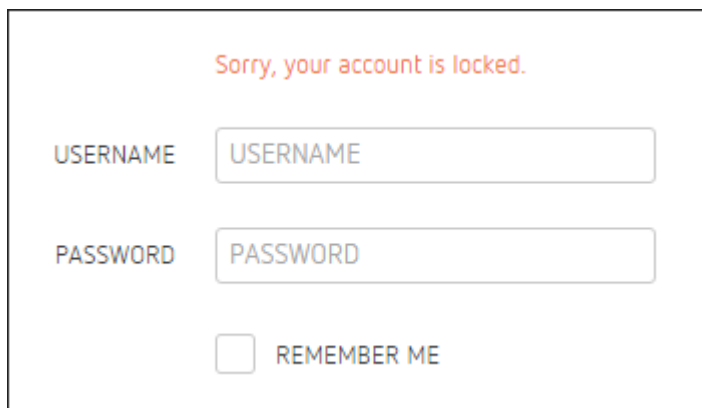 Sorry, your account is locked.
USERNAME USERNAME
PASSWORD PASSWORD
REMEMBER ME